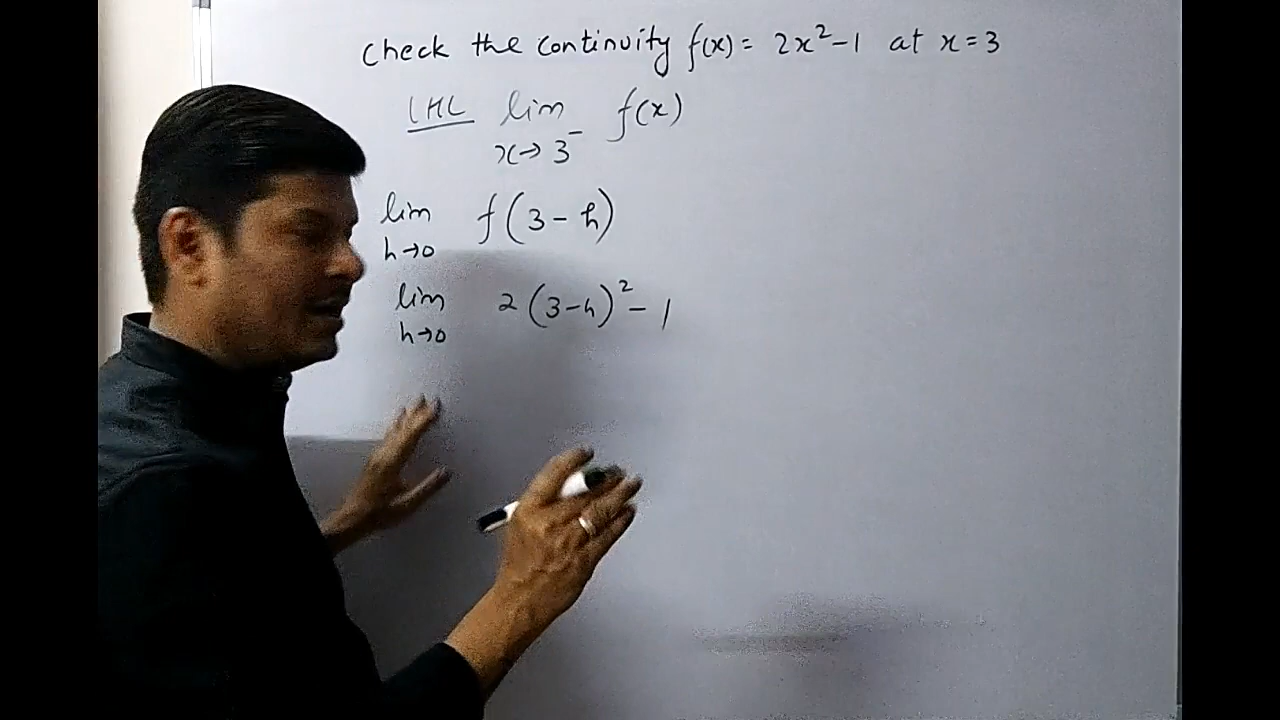 Check the continuity f(x) = 2x²-1 at x=3
LHL lim f(x)
x→3⁻
lim f(3-h)
h→0
lim 2(3-h)²-1
h→0